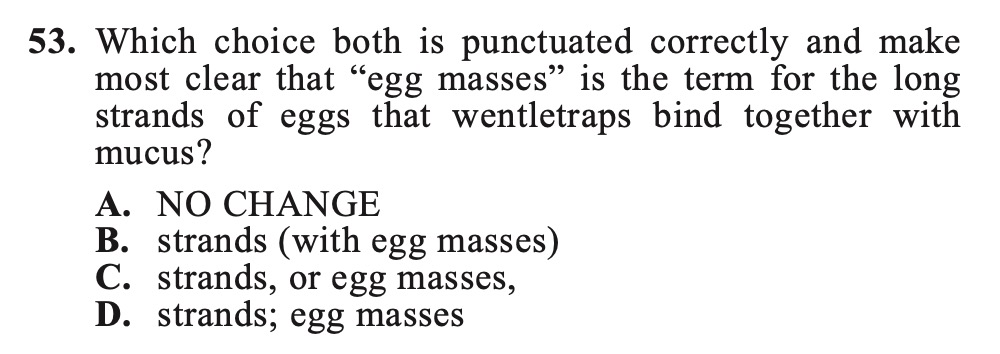 53. Which choice both is punctuated correctly and make
most clear that “egg masses” is the term for the long
strands of eggs that wentletraps bind together with
mucus?
A. NO CHANGE
B. strands (with egg masses)
C. strands, or egg masses,
D. strands; egg masses